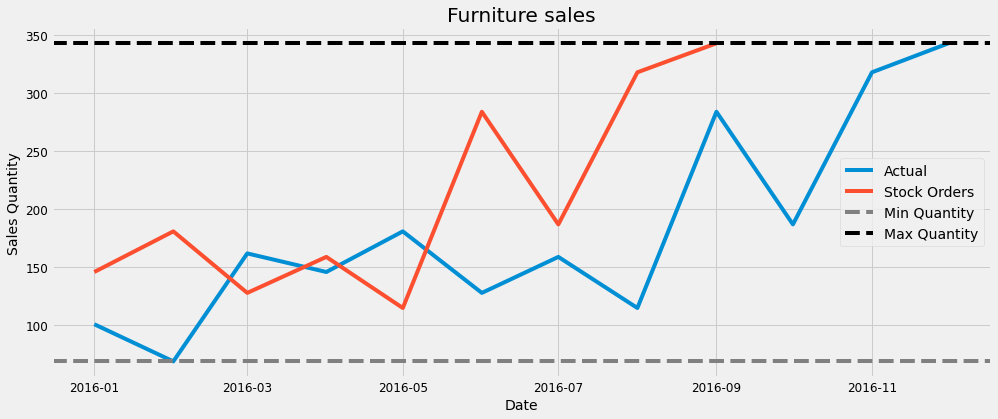 Furniture sales
350
300
250
200
150
100
Sales Quantity
Actual
Stock Orders
Min Quantity
Max Quantity
2016-01 2016-03 2016-05 2016-07 2016-09 2016-11
Date